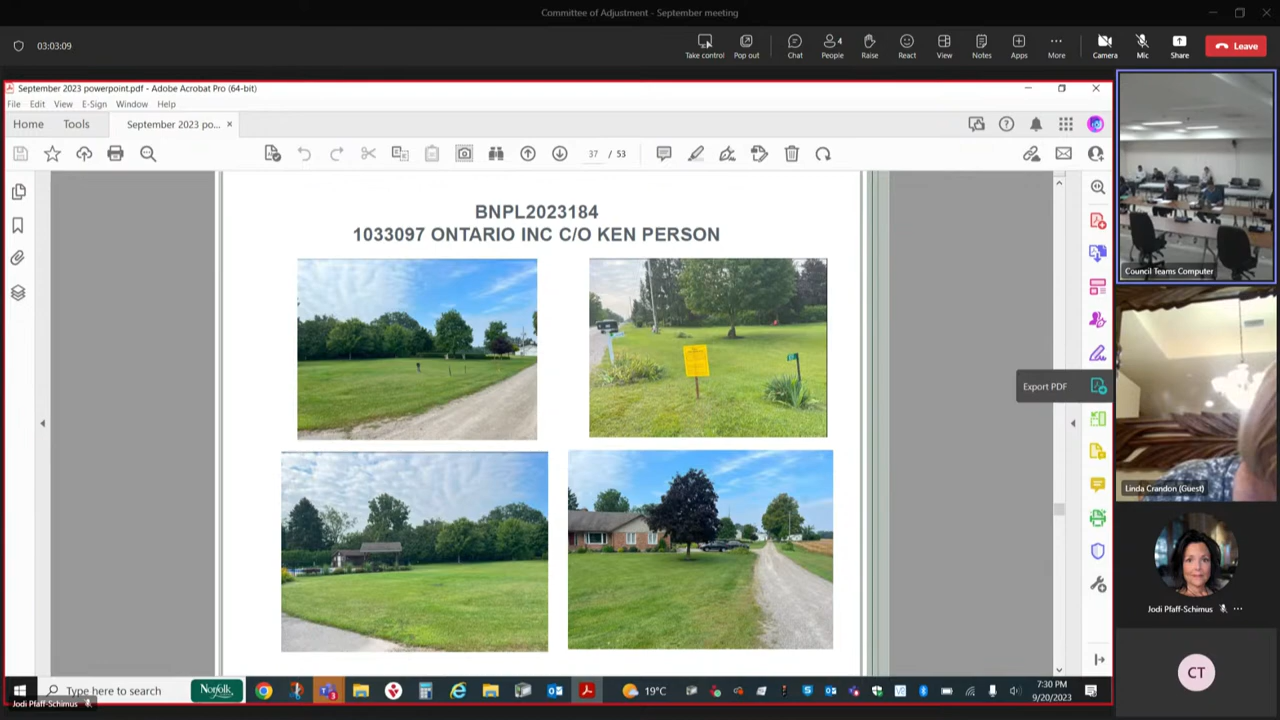 Committee of Adjustment - September meeting
03:03:09
Take control
Pop out
Chat
4
People
Raise
React
View
Notes
Apps
More
Camera
Mic
Share
Leave
September 2023 powerpoint.pdf - Adobe Acrobat Pro (64-bit)
File Edit View E-Sign Window Help
Home Tools September 2023 po... ×
37 / 53
BNPL2023184
1033097 ONTARIO INC C/O KEN PERSON
Export PDF
Council Teams Computer
Linda Crandon (Guest)
Jodi Pfaff-Schimus
CT
Type here to search
Norfolk
19°C
7:30 PM
9/20/2023
Jodi Pfaff-Schimus